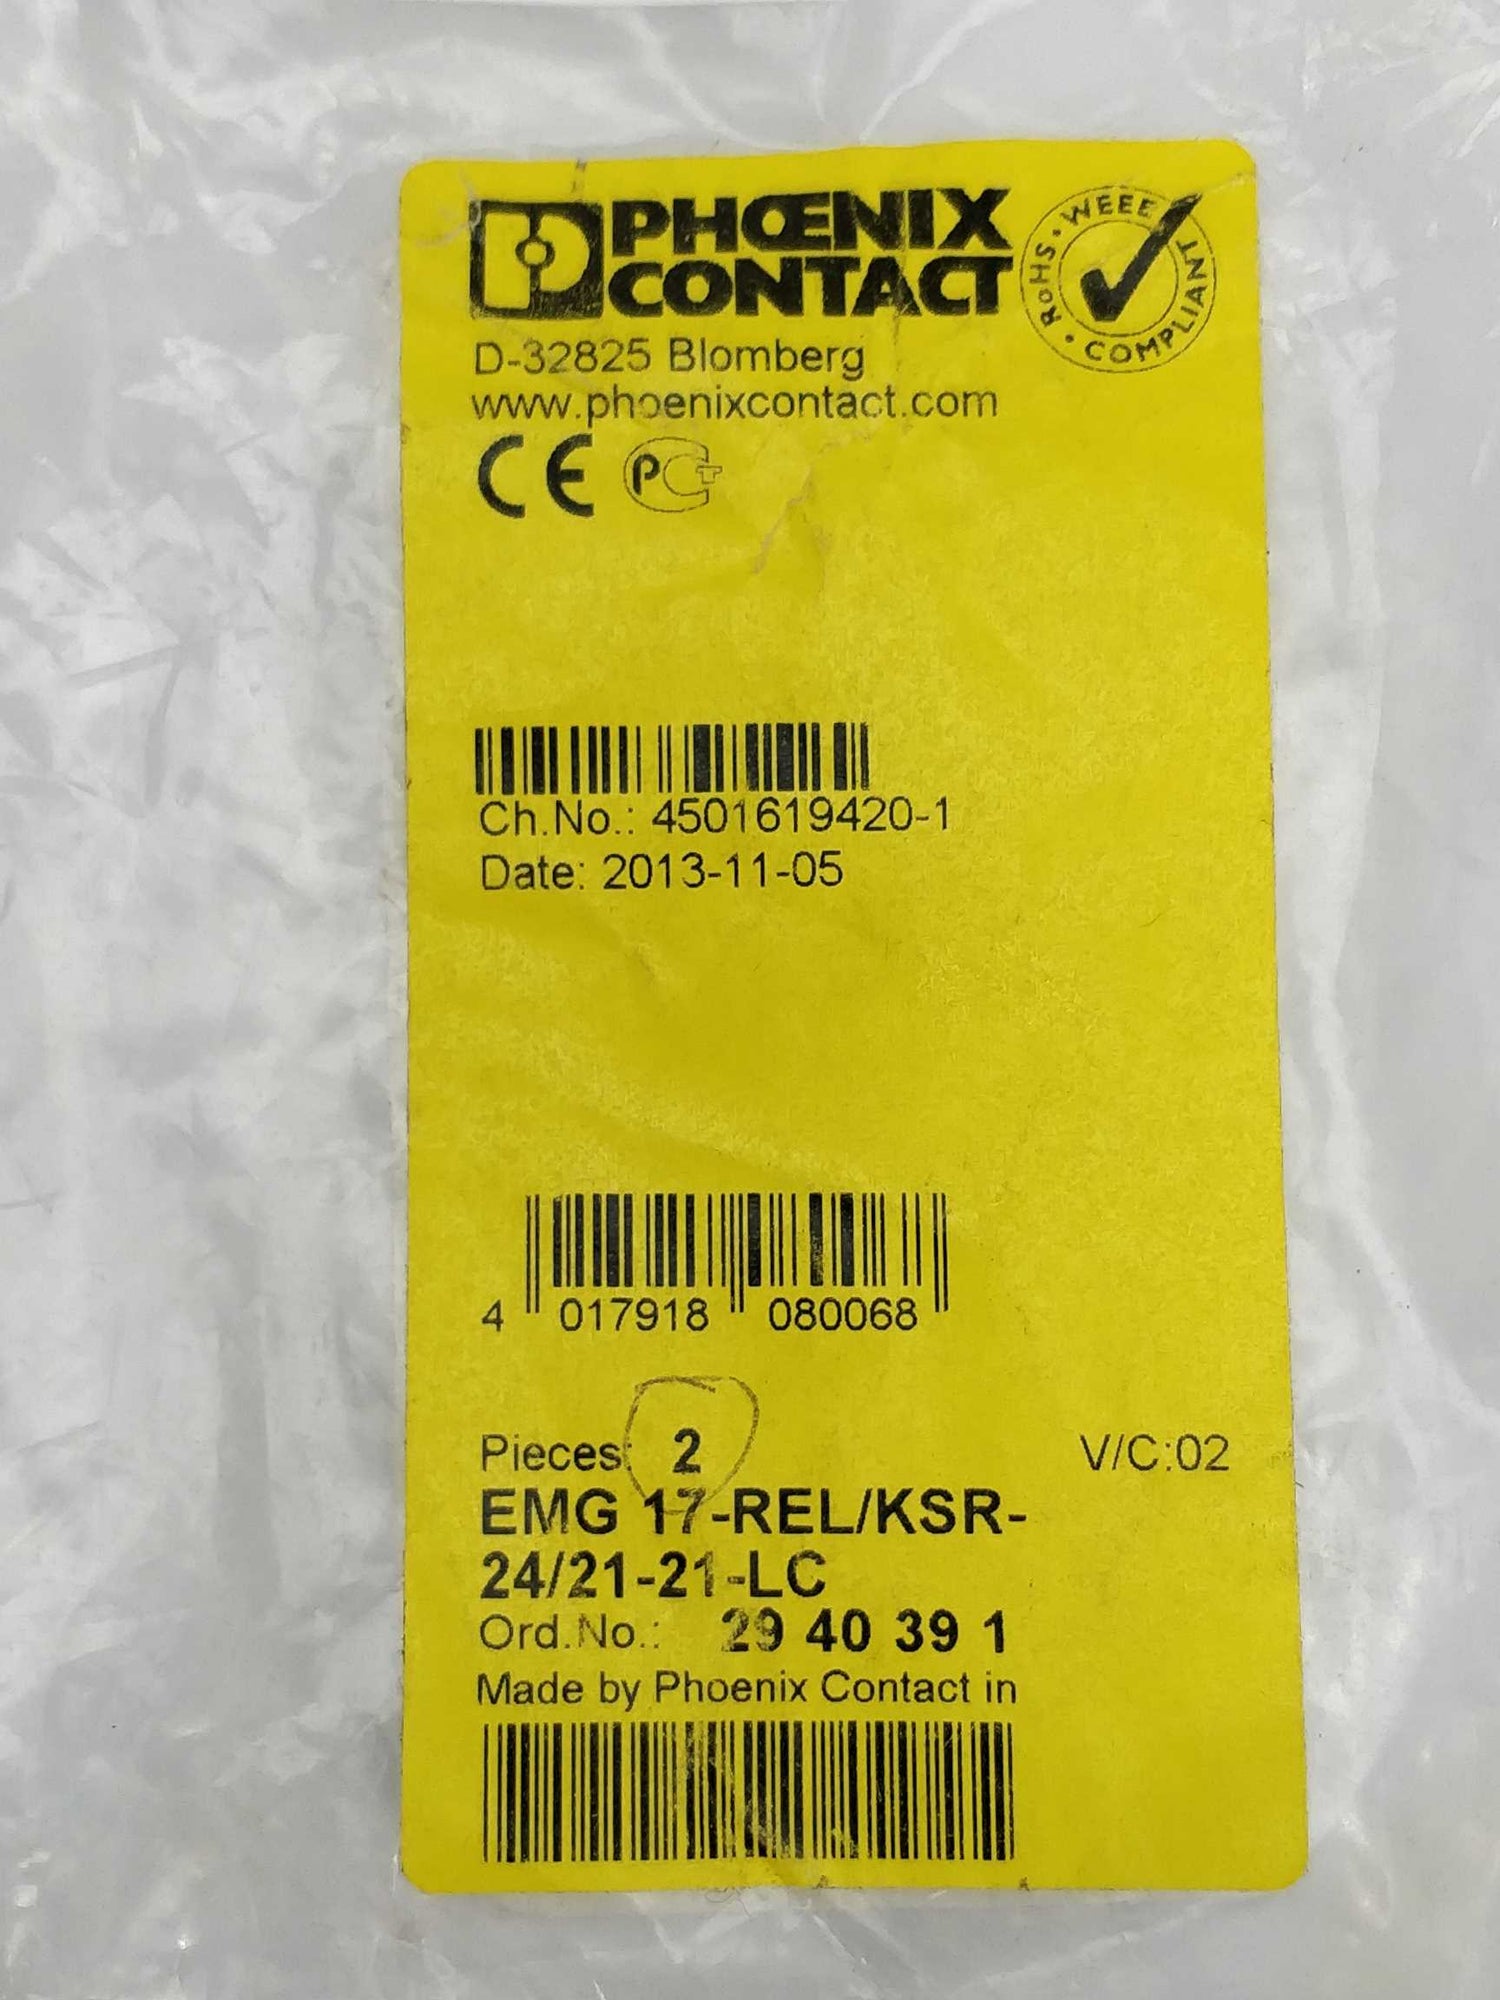 PHŒNIX
CONTACT
WEEE • COMPLIANT • RoHS •
D-32825 Blomberg
www.phoenixcontact.com
CE PCT
Ch.No.: 4501619420-1
Date: 2013-11-05
4 017918 080068
Pieces: 2 V/C:02
EMG 17-REL/KSR-
24/21-21-LC
Ord.No.: 29 40 39 1
Made by Phoenix Contact in